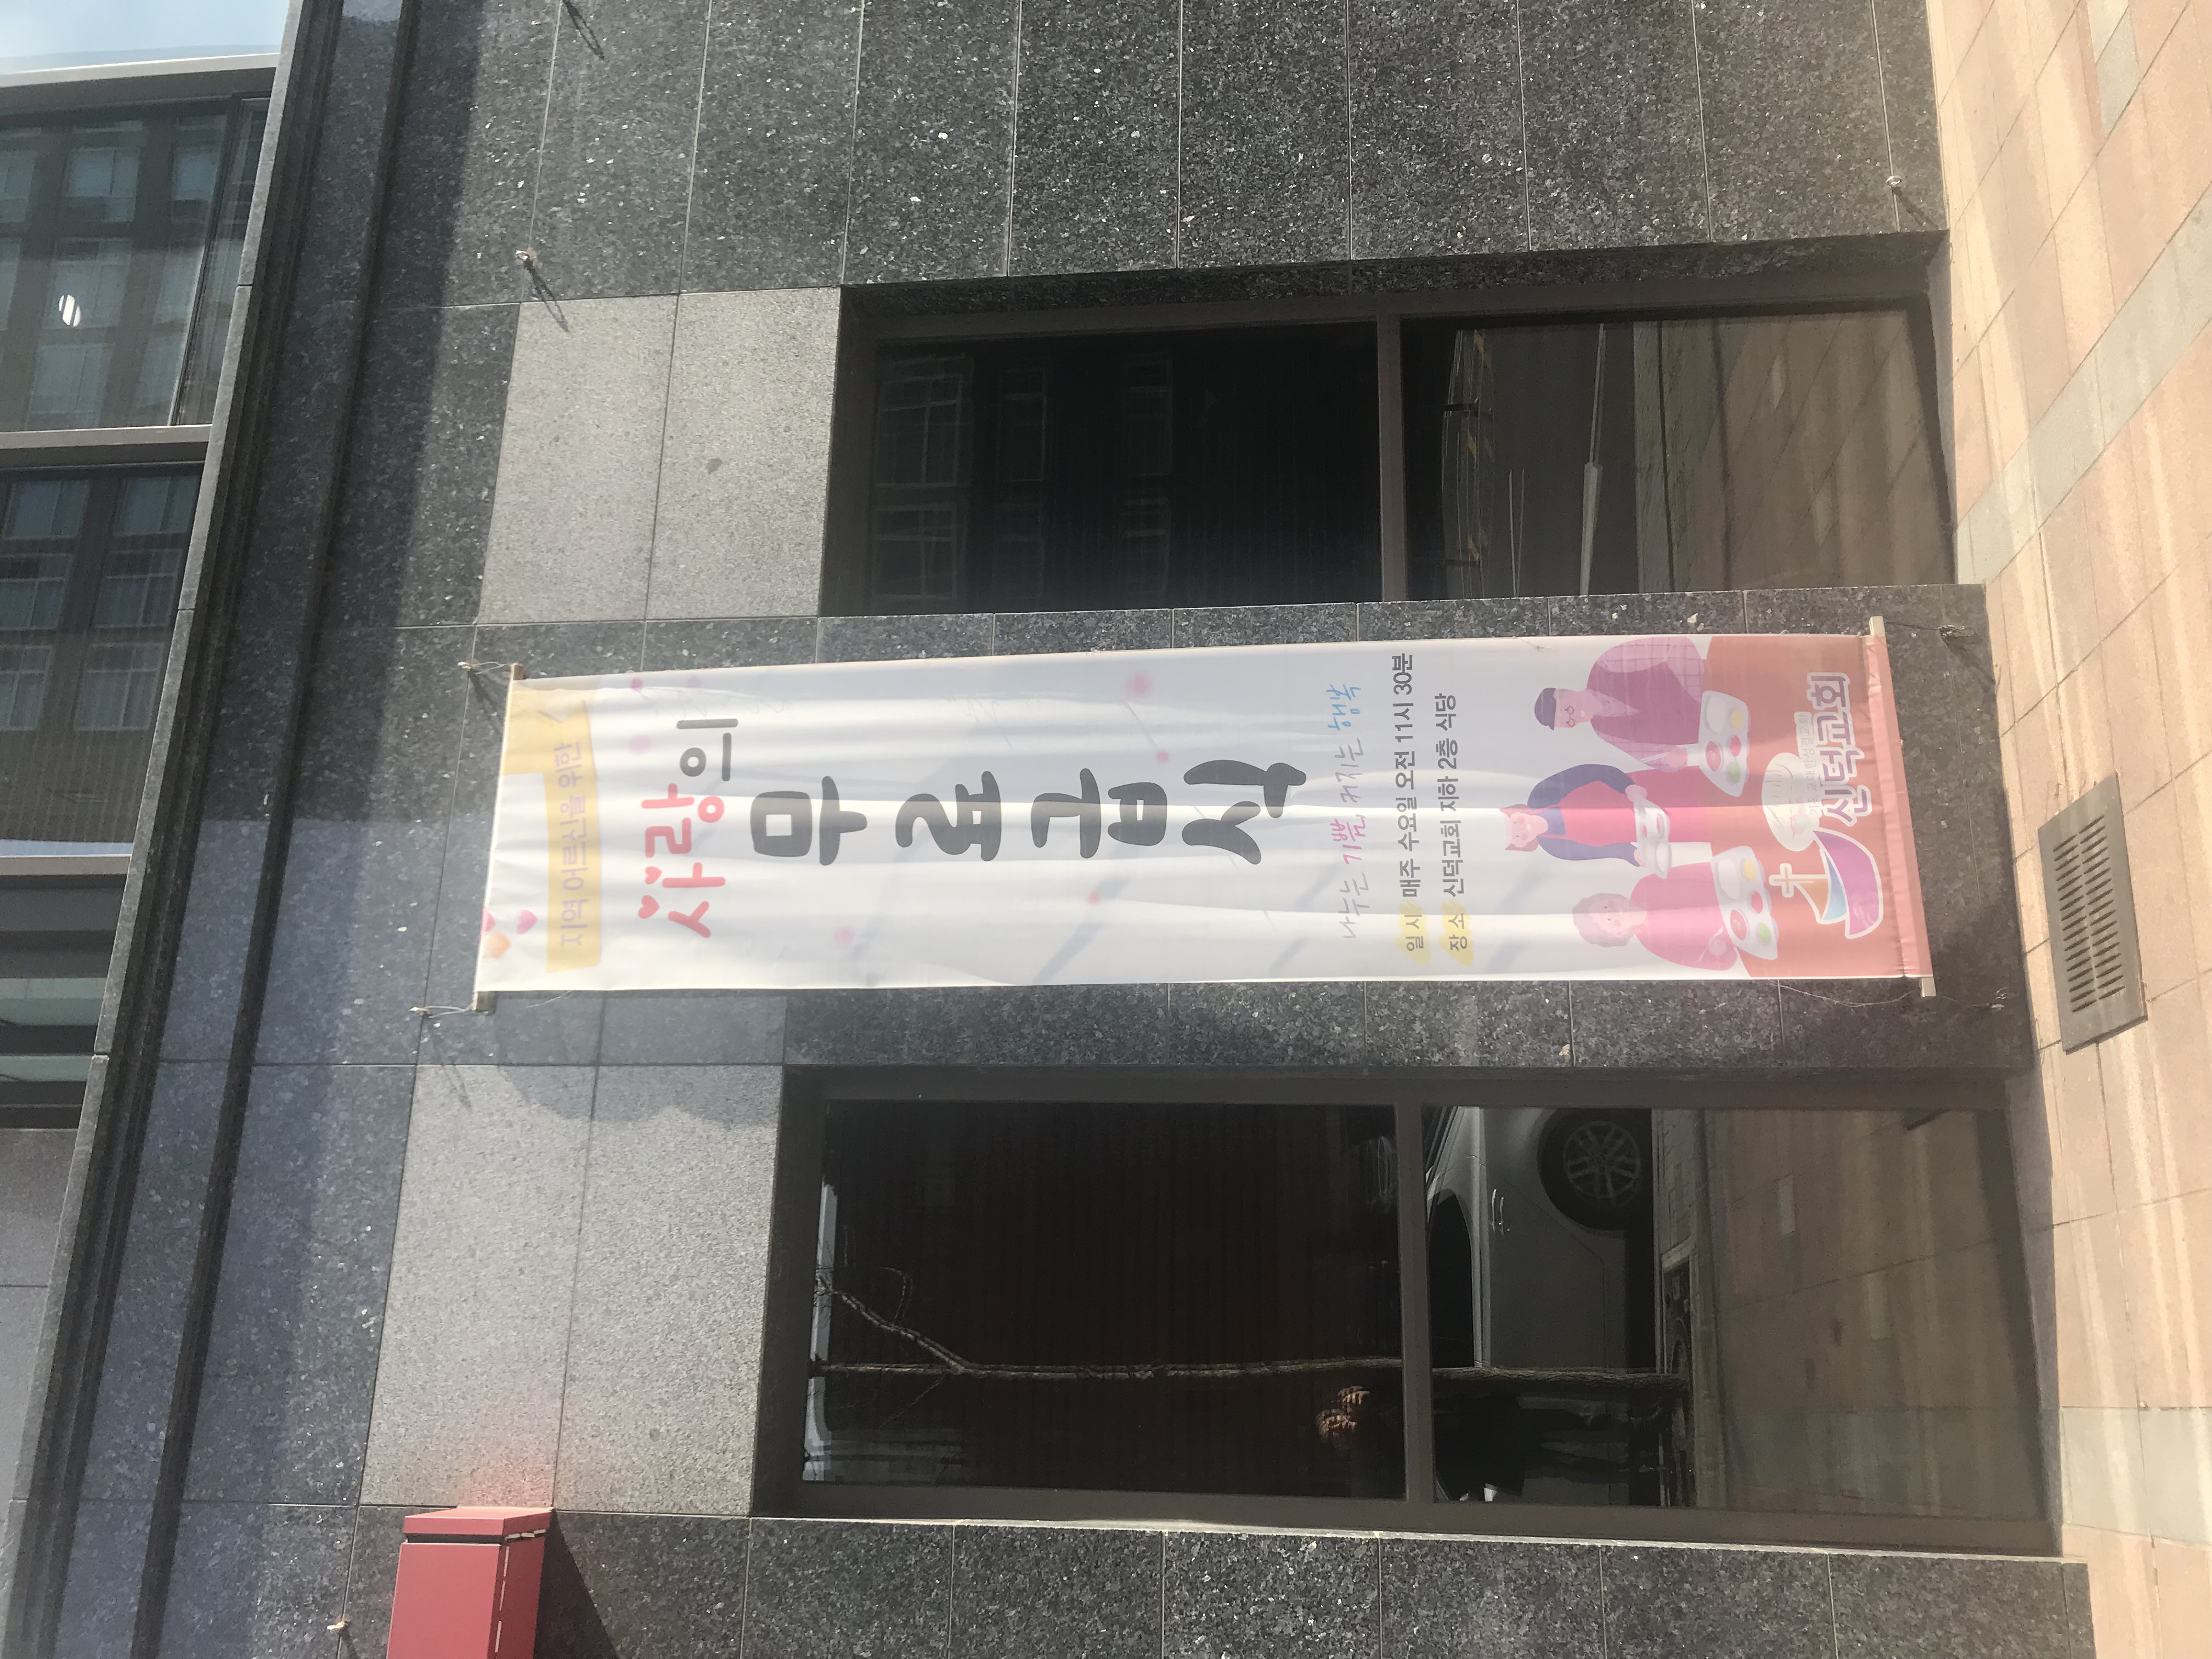 지역 어르신을 위한
사랑의
무료급식
나누는 기쁨 커지는 행복
일시 매주 수요일 오전 11시 30분
장소 신덕교회 지하 2층 식당
신덕교회